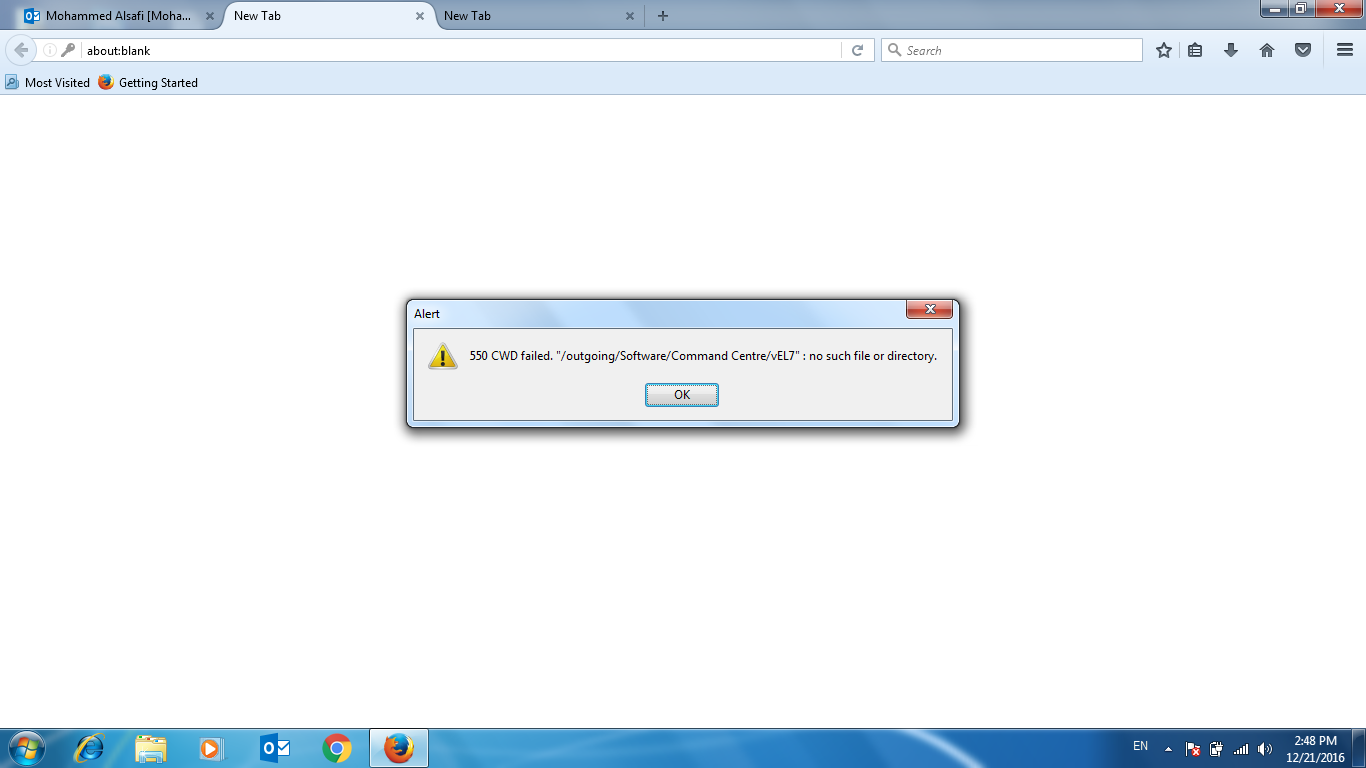 Mohammed Alsafi [Moha...
New Tab
New Tab
about:blank
Search
Most Visited
Getting Started
Alert
550 CWD failed. "/outgoing/Software/Command Centre/vEL7" : no such file or directory.
OK
EN
2:48 PM
12/21/2016